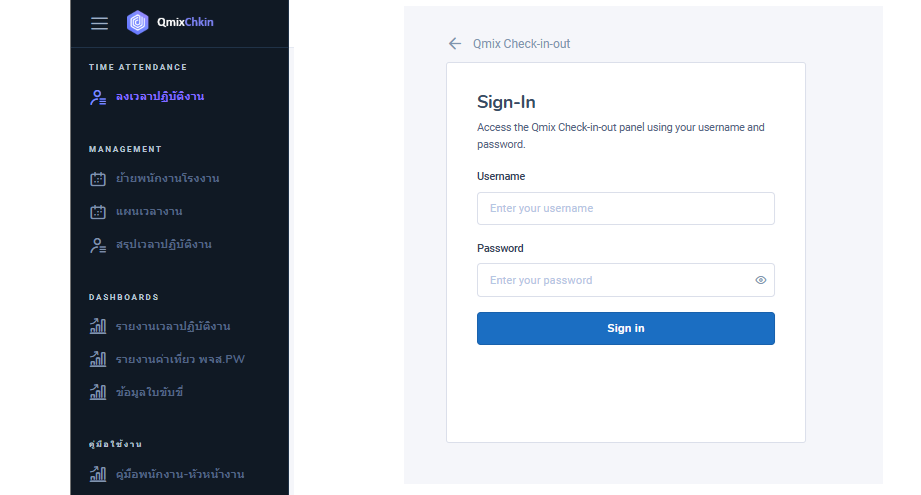 QmixChkin
TIME ATTENDANCE
ลงเวลาปฏิบัติงาน
MANAGEMENT
ย้ายพนักงานโรงงาน
แผนเวลางาน
สรุปเวลาปฏิบัติงาน
DASHBOARDS
รายงานเวลาปฏิบัติงาน
รายงานค่าเที่ยว พจส.PW
ข้อมูลใบขับขี่
คู่มือใช้งาน
คู่มือพนักงาน-หัวหน้างาน
Qmix Check-in-out
Sign-In
Access the Qmix Check-in-out panel using your username and
password.
Username
Enter your username
Password
Enter your password
Sign in